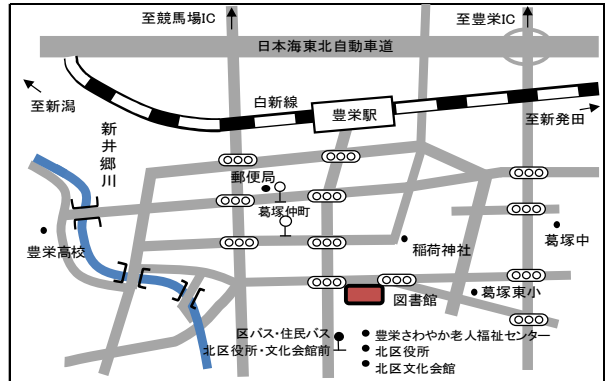 至競馬場IC
至豊栄IC
日本海東北自動車道
至新潟
白新線
豊栄駅
至新発田
新井郷川
郵便局
葛塚仲町
豊栄高校
稲荷神社
葛塚中
図書館
葛塚東小
区バス・住民バス
北区役所・文化会館前
豊栄さわやか老人福祉センター
北区役所
北区文化会館